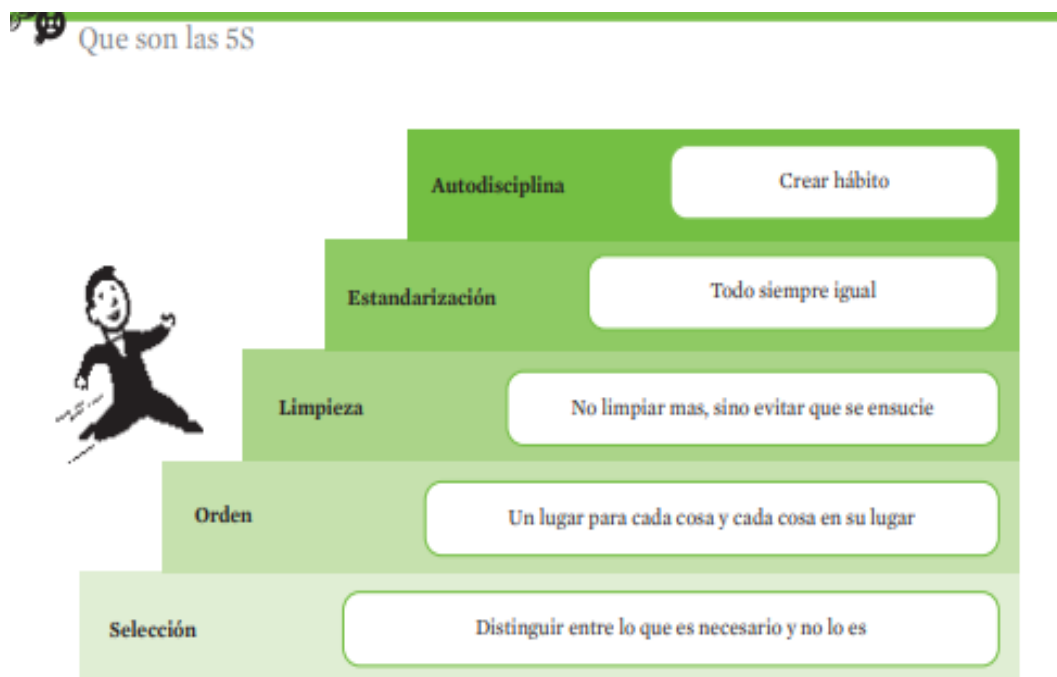 Que son las 5S
Autodisciplina
Crear hábito
Estandarización
Todo siempre igual
Limpieza
No limpiar mas, sino evitar que se ensucie
Orden
Un lugar para cada cosa y cada cosa en su lugar
Selección
Distinguir entre lo que es necesario y no lo es